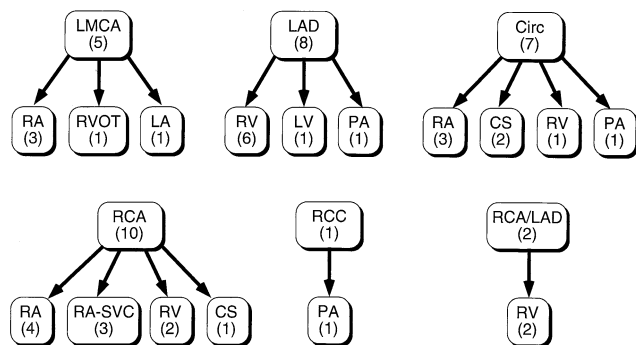 LMCA
(5)
LAD
(8)
Circ
(7)
RA
(3)
RVOT
(1)
LA
(1)
RV
(6)
LV
(1)
PA
(1)
RA
(3)
CS
(2)
RV
(1)
PA
(1)
RCA
(10)
RCC
(1)
RCA/LAD
(2)
RA
(4)
RA-SVC
(3)
RV
(2)
CS
(1)
PA
(1)
RV
(2)